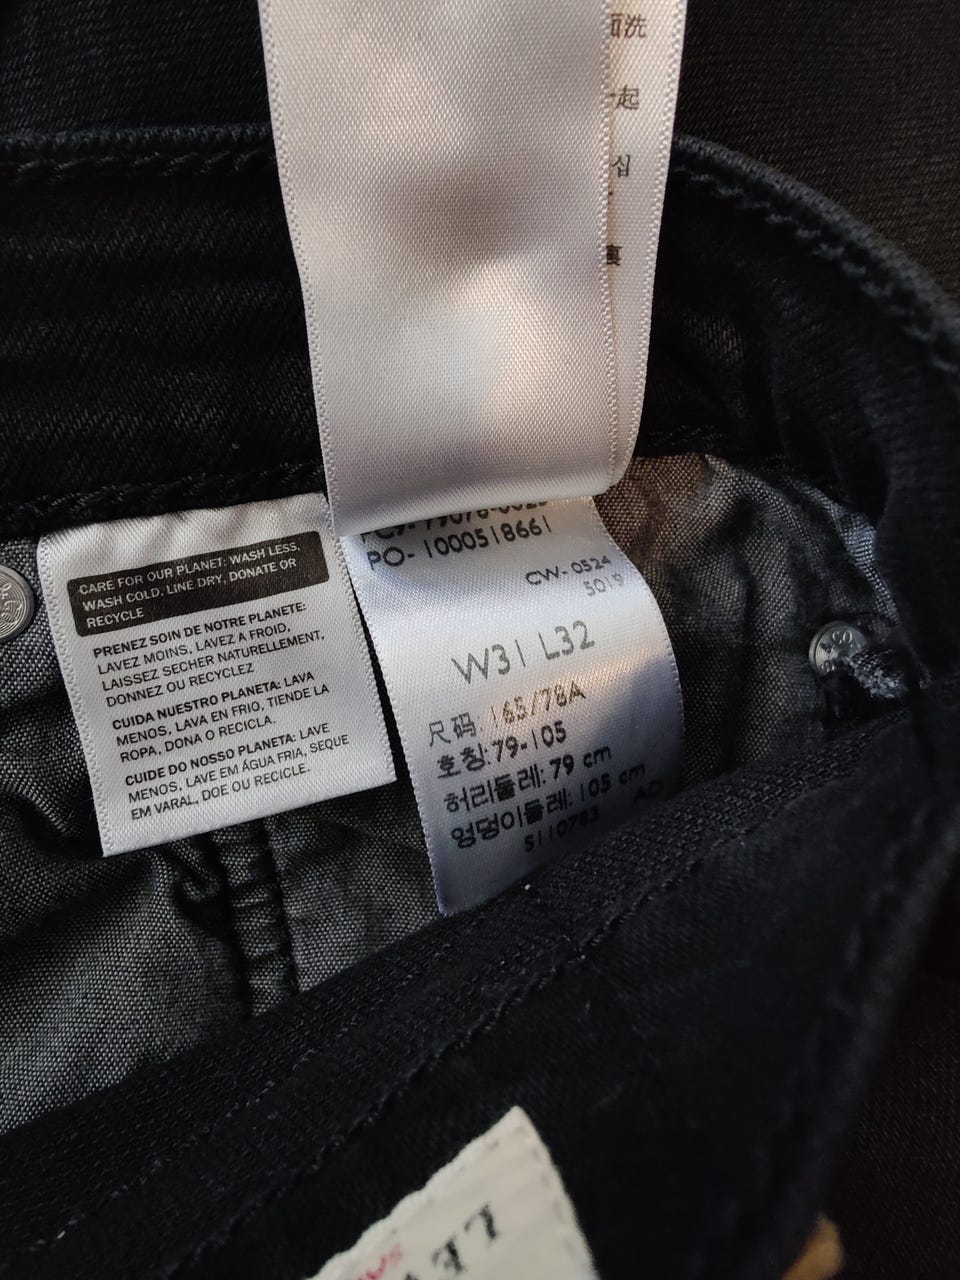 面洗
一起
십
裏
CARE FOR OUR PLANET: WASH LESS,
WASH COLD, LINE DRY, DONATE OR
RECYCLE
PRENEZ SOIN DE NOTRE PLANETE:
LAVEZ MOINS, LAVEZ A FROID,
LAISSEZ SECHER NATURELLEMENT,
DONNEZ OU RECYCLEZ
CUIDA NUESTRO PLANETA: LAVA
MENOS, LAVA EN FRIO, TIENDE LA
ROPA, DONA O RECICLA.
CUIDE DO NOSSO PLANETA: LAVE
MENOS, LAVE EM ÁGUA FRIA, SEQUE
EM VARAL, DOE OU RECICLE.
PO- 1000518661
CW- 0524
5019
W31 L32
尺码: 165/78A
호칭:79-105
허리둘레: 79 cm
엉덩이둘레: 105 cm
5110783 AD
LEV